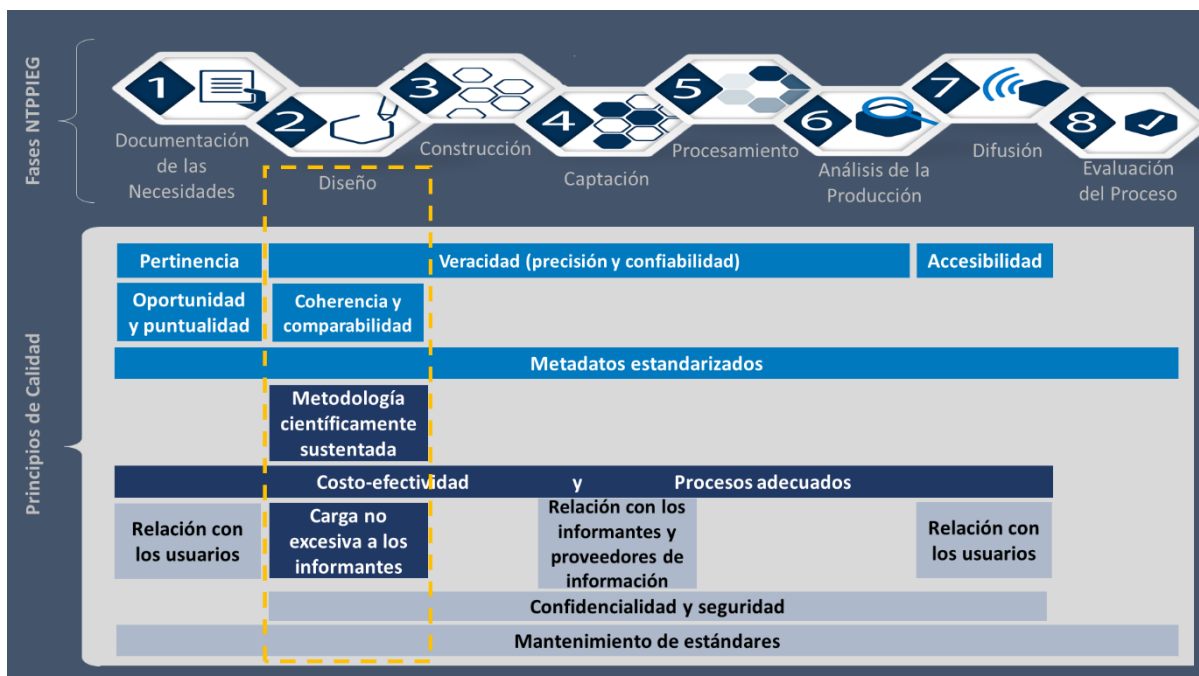 Fases NTPPIEG
1
2
3
4
5
6
7
8
Documentación
de las
Necesidades
Diseño
Construcción
Captación
Procesamiento
Análisis de la
Producción
Difusión
Evaluación
del Proceso
Principios de Calidad
Pertinencia
Veracidad (precisión y confiabilidad)
Accesibilidad
Oportunidad
y puntualidad
Coherencia y
comparabilidad
Metadatos estandarizados
Metodología
científicamente
sustentada
Costo-efectividad y Procesos adecuados
Relación con
los usuarios
Carga no
excesiva a los
informantes
Relación con los
informantes y
proveedores de
información
Relación con
los usuarios
Confidencialidad y seguridad
Mantenimiento de estándares